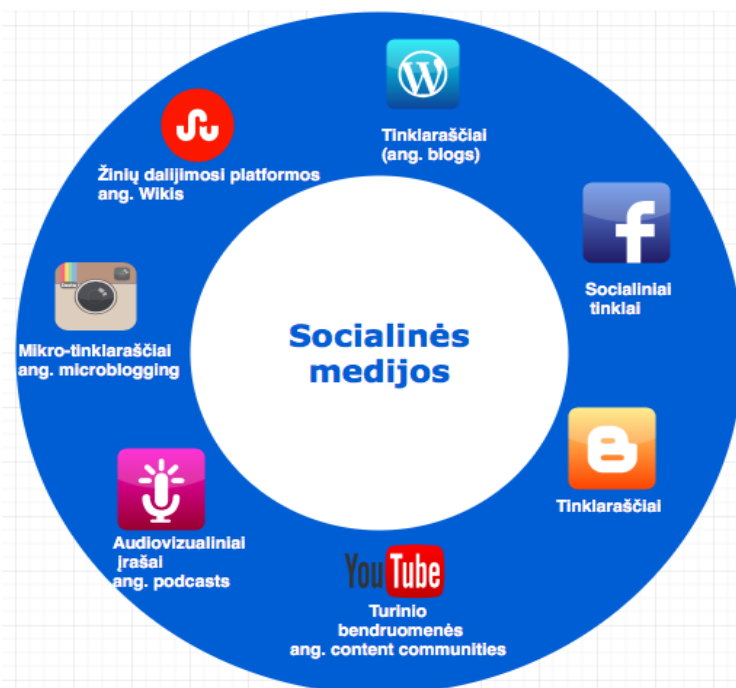 Tinklaraščiai
(ang. blogs)
Žinių dalijimosi platformos
ang. Wikis
Socialiniai
tinklai
Socialinės
medijos
Mikro-tinklaraščiai
ang. microblogging
Tinklaraščiai
Audiovizualiniai
įrašai
ang. podcasts
YouTube
Turinio
bendruomenės
ang. content communities